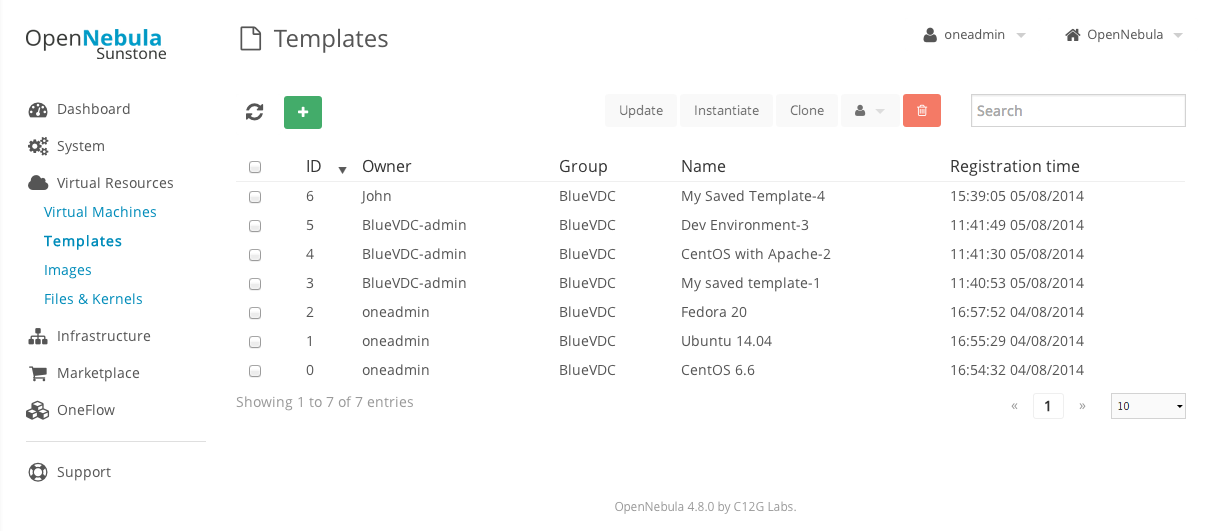 OpenNebula
Sunstone
Templates
oneadmin
OpenNebula
Dashboard
System
Virtual Resources
Virtual Machines
Templates
Images
Files & Kernels
Infrastructure
Marketplace
OneFlow
Support
+
Update Instantiate Clone
Search
ID Owner Group Name Registration time
6 John BlueVDC My Saved Template-4 15:39:05 05/08/2014
5 BlueVDC-admin BlueVDC Dev Environment-3 11:41:49 05/08/2014
4 BlueVDC-admin BlueVDC CentOS with Apache-2 11:41:30 05/08/2014
3 BlueVDC-admin BlueVDC My saved template-1 11:40:53 05/08/2014
2 oneadmin BlueVDC Fedora 20 16:57:52 04/08/2014
1 oneadmin BlueVDC Ubuntu 14.04 16:55:29 04/08/2014
0 oneadmin BlueVDC CentOS 6.6 16:54:32 04/08/2014
Showing 1 to 7 of 7 entries
« 1 » 10
OpenNebula 4.8.0 by C12G Labs.